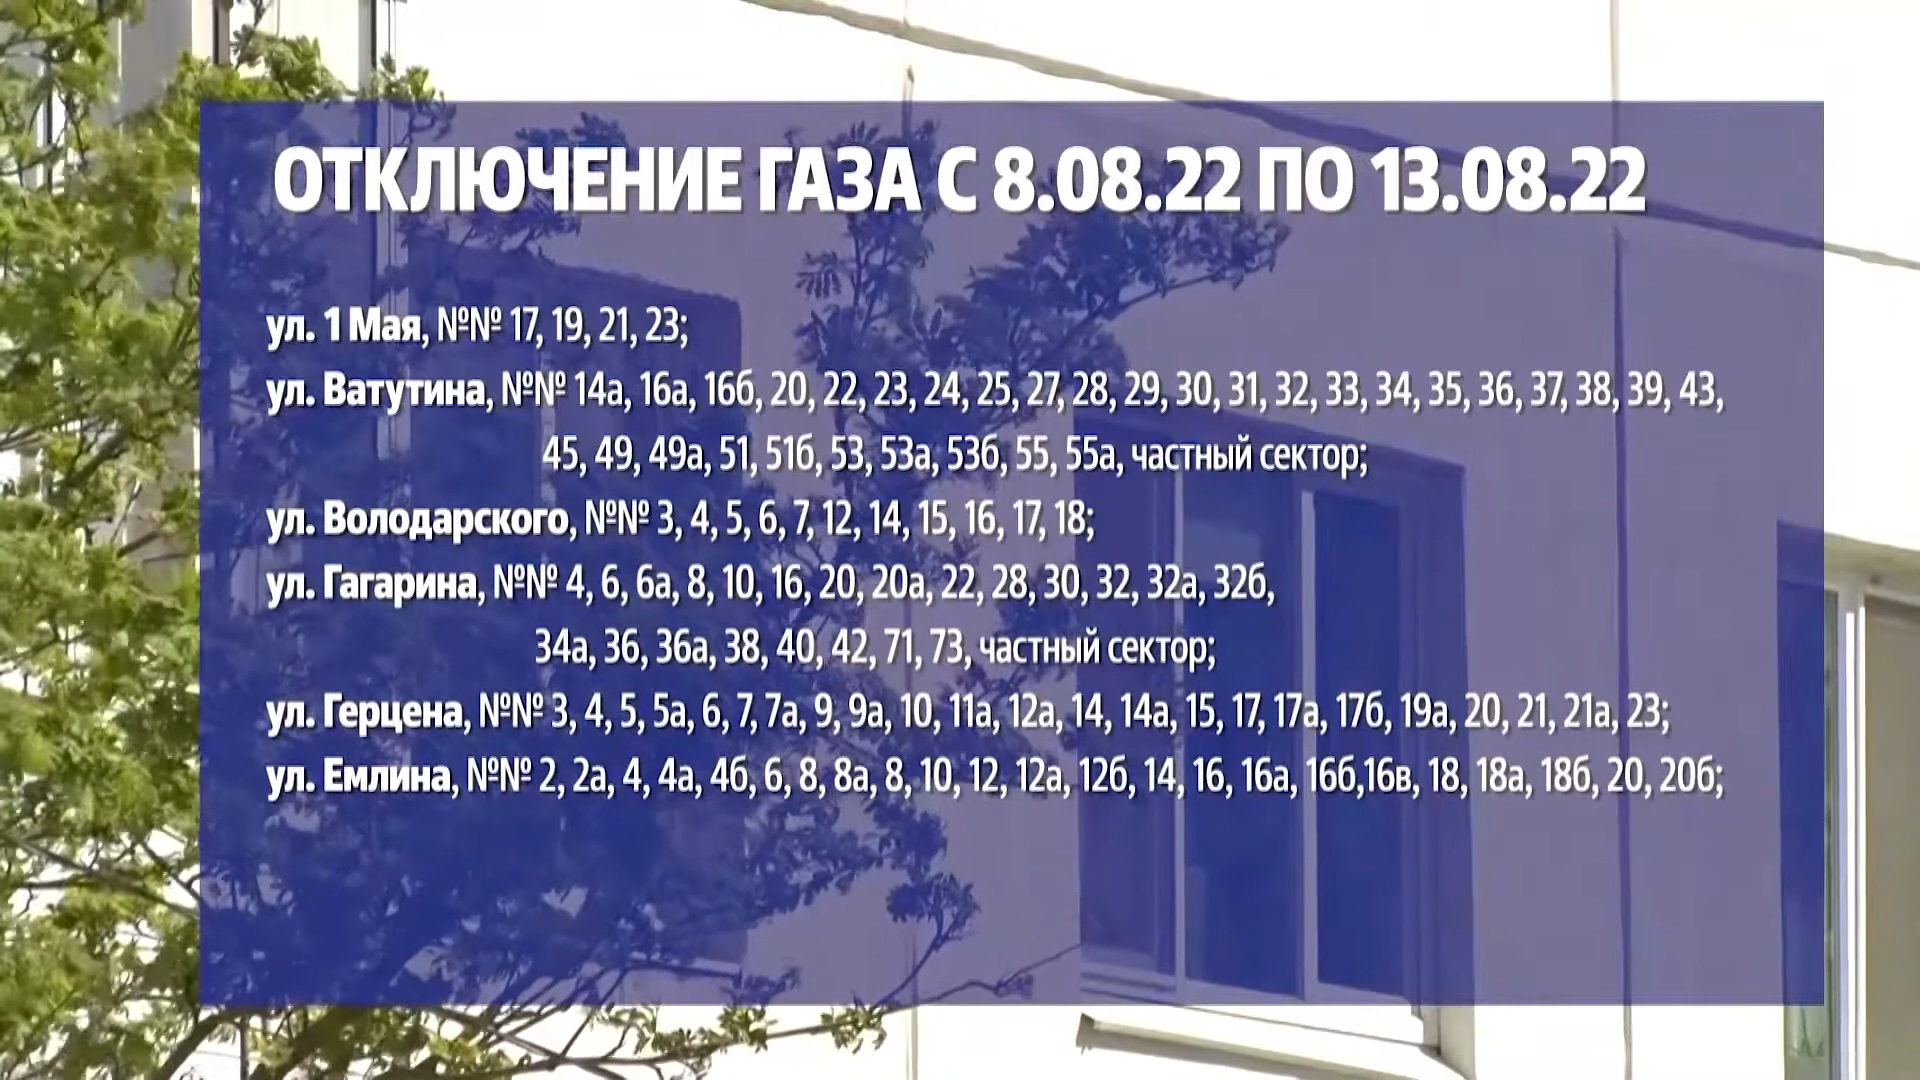 ОТКЛЮЧЕНИЕ ГАЗА С 8.08.22 ПО 13.08.22
ул. 1 Мая, №№ 17, 19, 21, 23;
ул. Ватутина, №№ 14а, 16а, 16б, 20, 22, 23, 24, 25, 27, 28, 29, 30, 31, 32, 33, 34, 35, 36, 37, 38, 39, 43,
45, 49, 49а, 51, 51б, 53, 53а, 53б, 55, 55а, частный сектор;
ул. Володарского, №№ 3, 4, 5, 6, 7, 12, 14, 15, 16, 17, 18;
ул. Гагарина, №№ 4, 6, 6а, 8, 10, 16, 20, 20а, 22, 28, 30, 32, 32а, 32б,
34а, 36, 36а, 38, 40, 42, 71, 73, частный сектор;
ул. Герцена, №№ 3, 4, 5, 5а, 6, 7, 7а, 9, 9а, 10, 11а, 12а, 14, 14а, 15, 17, 17а, 17б, 19а, 20, 21, 21а, 23;
ул. Емлина, №№ 2, 2а, 4, 4а, 4б, 6, 8, 8а, 8, 10, 12, 12а, 12б, 14, 16, 16а, 16б,16в, 18, 18а, 18б, 20, 20б;